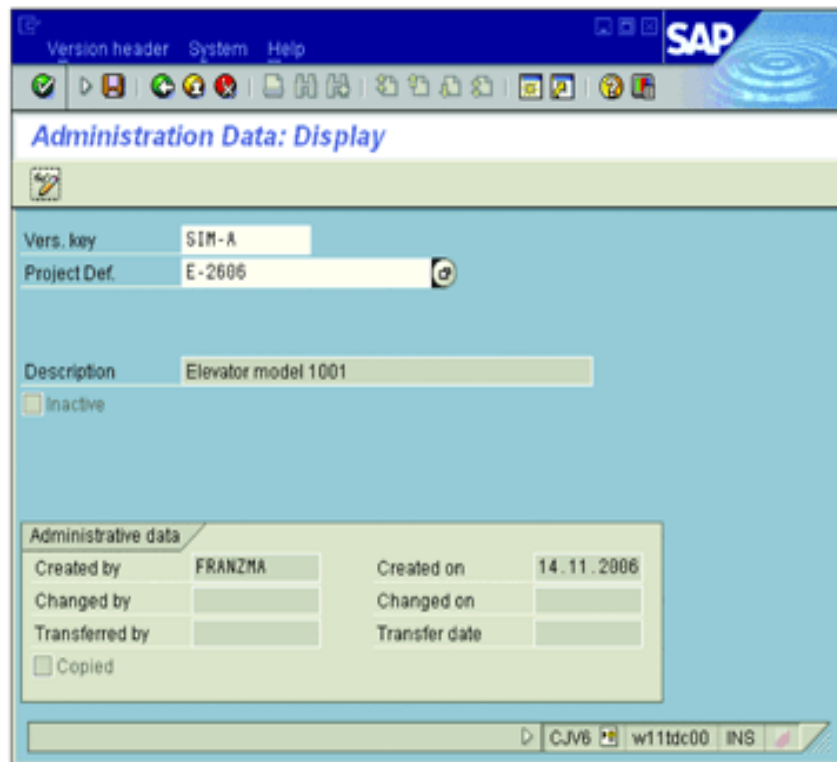 Version header System Help
SAP
Administration Data: Display
Vers. key SIM-A
Project Def. E-2606
Description Elevator model 1001
Inactive
Administrative data
Created by FRANZMA Created on 14.11.2006
Changed by Changed on
Transferred by Transfer date
Copied
CJV6 w11tdc00 INS